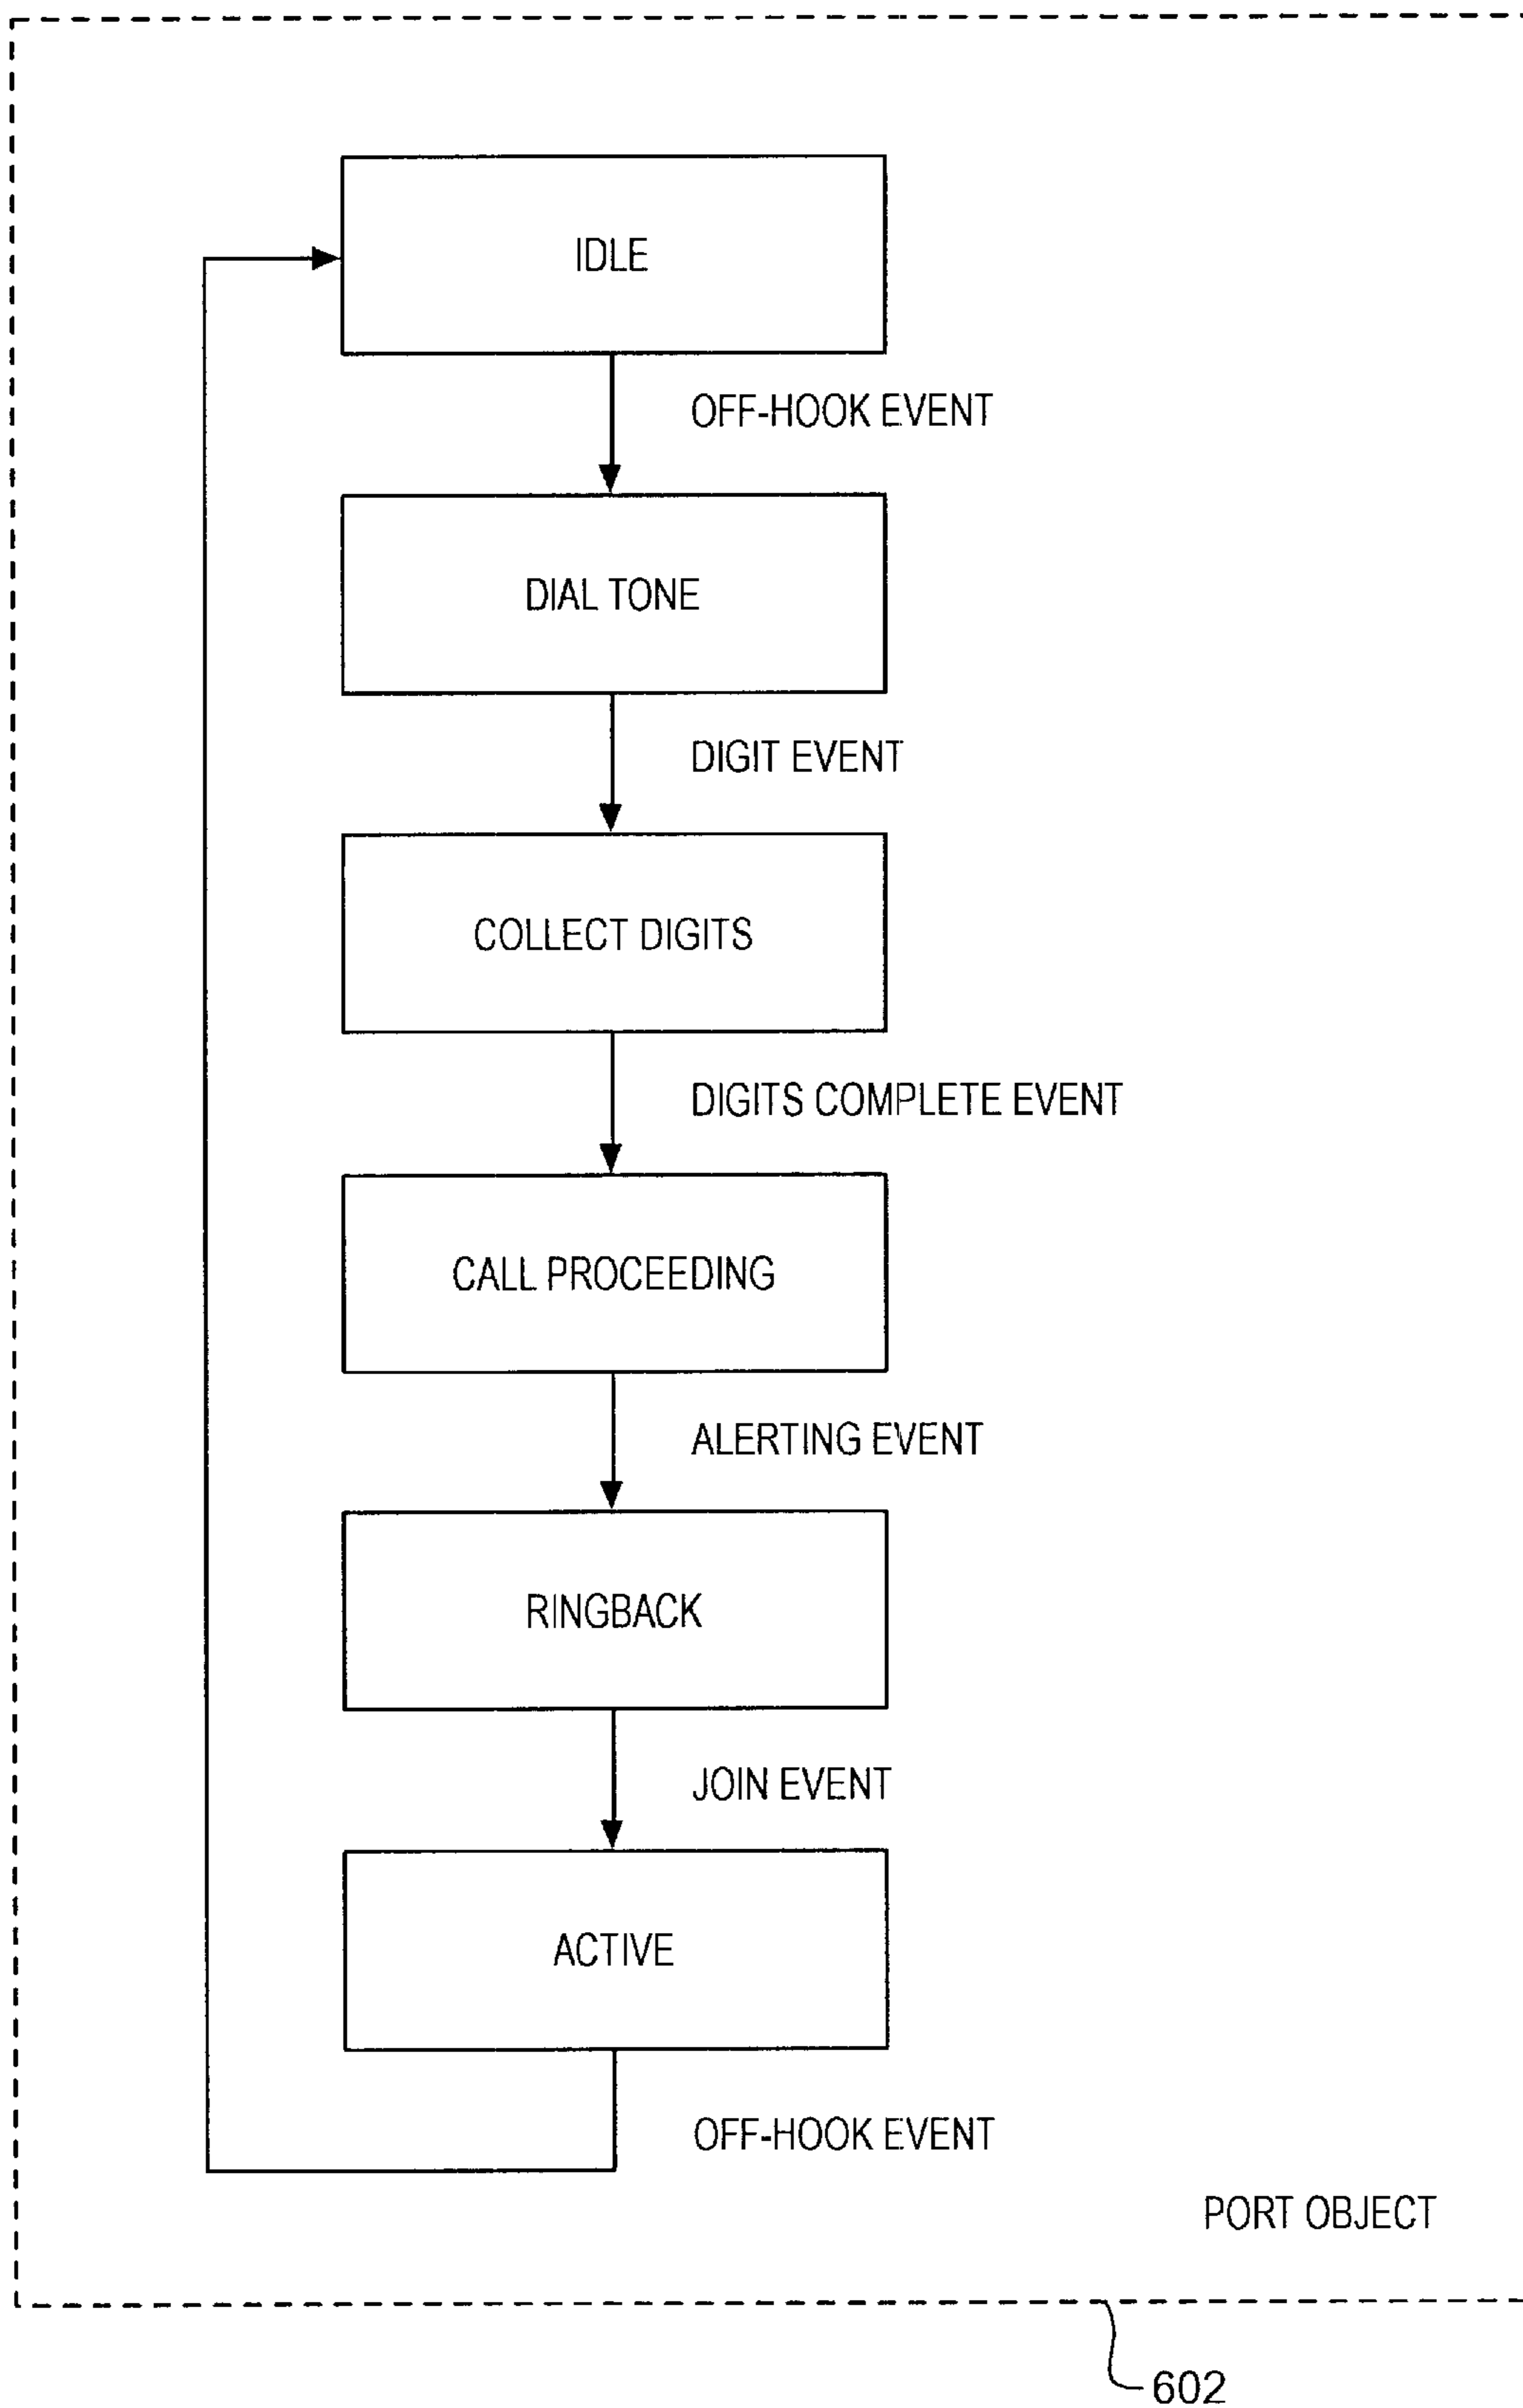 IDLE
OFF-HOOK EVENT
DIAL TONE
DIGIT EVENT
COLLECT DIGITS
DIGITS COMPLETE EVENT
CALL PROCEEDING
ALERTING EVENT
RINGBACK
JOIN EVENT
ACTIVE
OFF-HOOK EVENT
PORT OBJECT
602